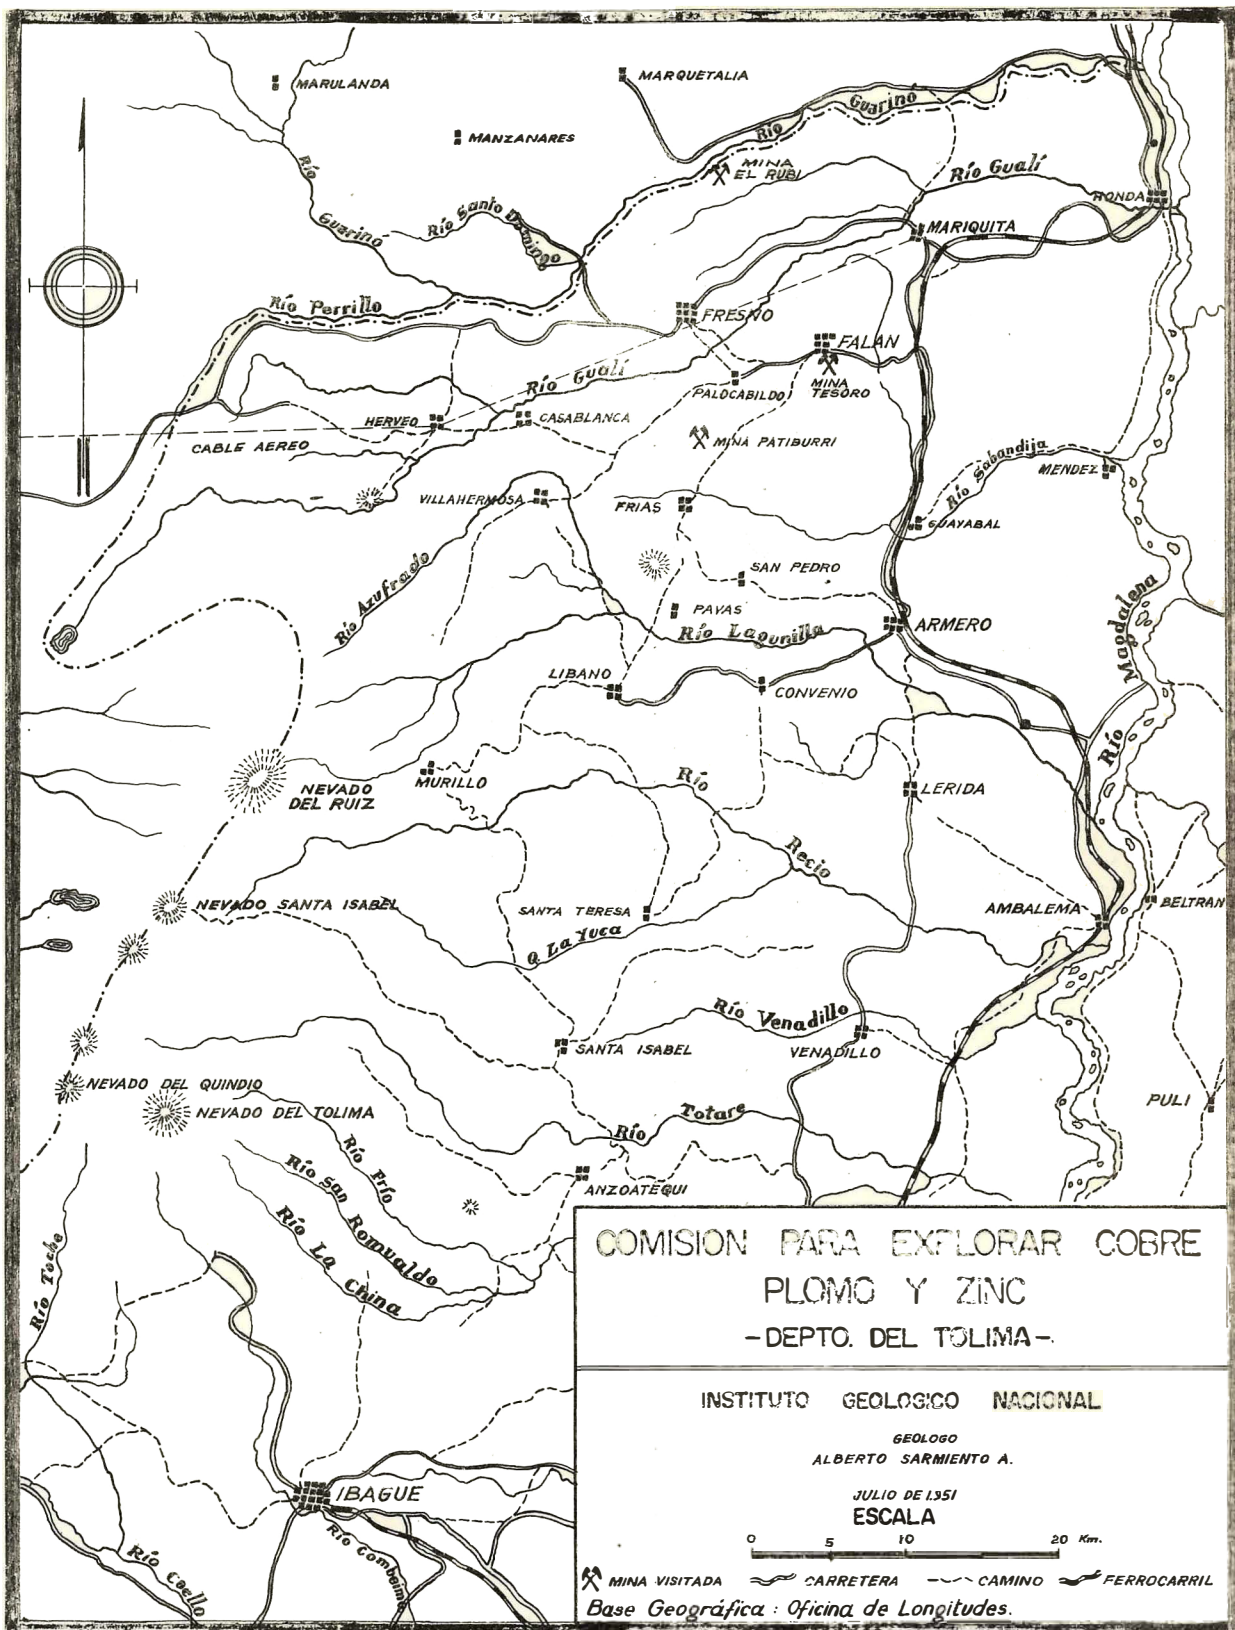 MARULANDA
MARQUETALIA
MANZANARES
Río
Guarinó
MINA
EL RUBI
Río Gualí
HONDA
Río
Guarino
Río Santo Domingo
MARIQUITA
Río Perrillo
FRESNO
FALAN
Río Gualí
PALOCABILDO
MINA
TESORO
HERVEO
CASABLANCA
CABLE AEREO
MINA PATIBURRI
Río Sabandija
MENDEZ
VILLAHERMOSA
FRIAS
GUAYABAL
Río Azufrado
SAN PEDRO
PAVAS
Río Lagunilla
ARMERO
Río
Magdalena
LIBANO
CONVENIO
MURILLO
NEVADO
DEL RUIZ
Río
Recio
LERIDA
NEVADO SANTA ISABEL
SANTA TERESA
Q La Yuca
AMBALEMA
BELTRAN
Río Venadillo
SANTA ISABEL
VENADILLO
NEVADO DEL QUINDIO
NEVADO DEL TOLIMA
PULI
Río
Totare
Río Frío
Río San Romualdo
Río La China
ANZOATEGUI
Río Toche
COMISION PARA EXPLORAR COBRE
PLOMO Y ZINC
-DEPTO. DEL TOLIMA-.
INSTITUTO GEOLOGICO NACIONAL
GEOLOGO
ALBERTO SARMIENTO A.
JULIO DE 1.951
ESCALA
0 5 10 20 Km.
IBAGUE
Río Combeima
Río Coello
MINA VISITADA CARRETERA CAMINO FERROCARRIL
Base Geográfica : Oficina de Longitudes.